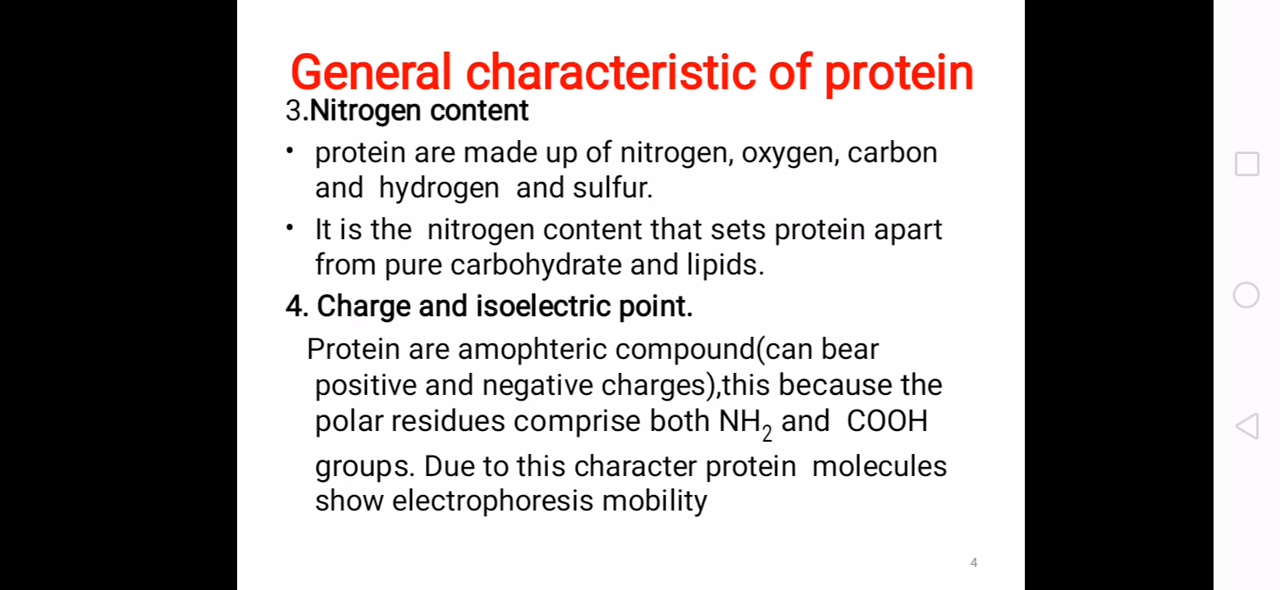 General characteristic of protein
3.Nitrogen content
• protein are made up of nitrogen, oxygen, carbon
and hydrogen and sulfur.
• It is the nitrogen content that sets protein apart
from pure carbohydrate and lipids.
4. Charge and isoelectric point.
Protein are amophteric compound(can bear
positive and negative charges),this because the
polar residues comprise both NH₂ and COOH
groups. Due to this character protein molecules
show electrophoresis mobility
4